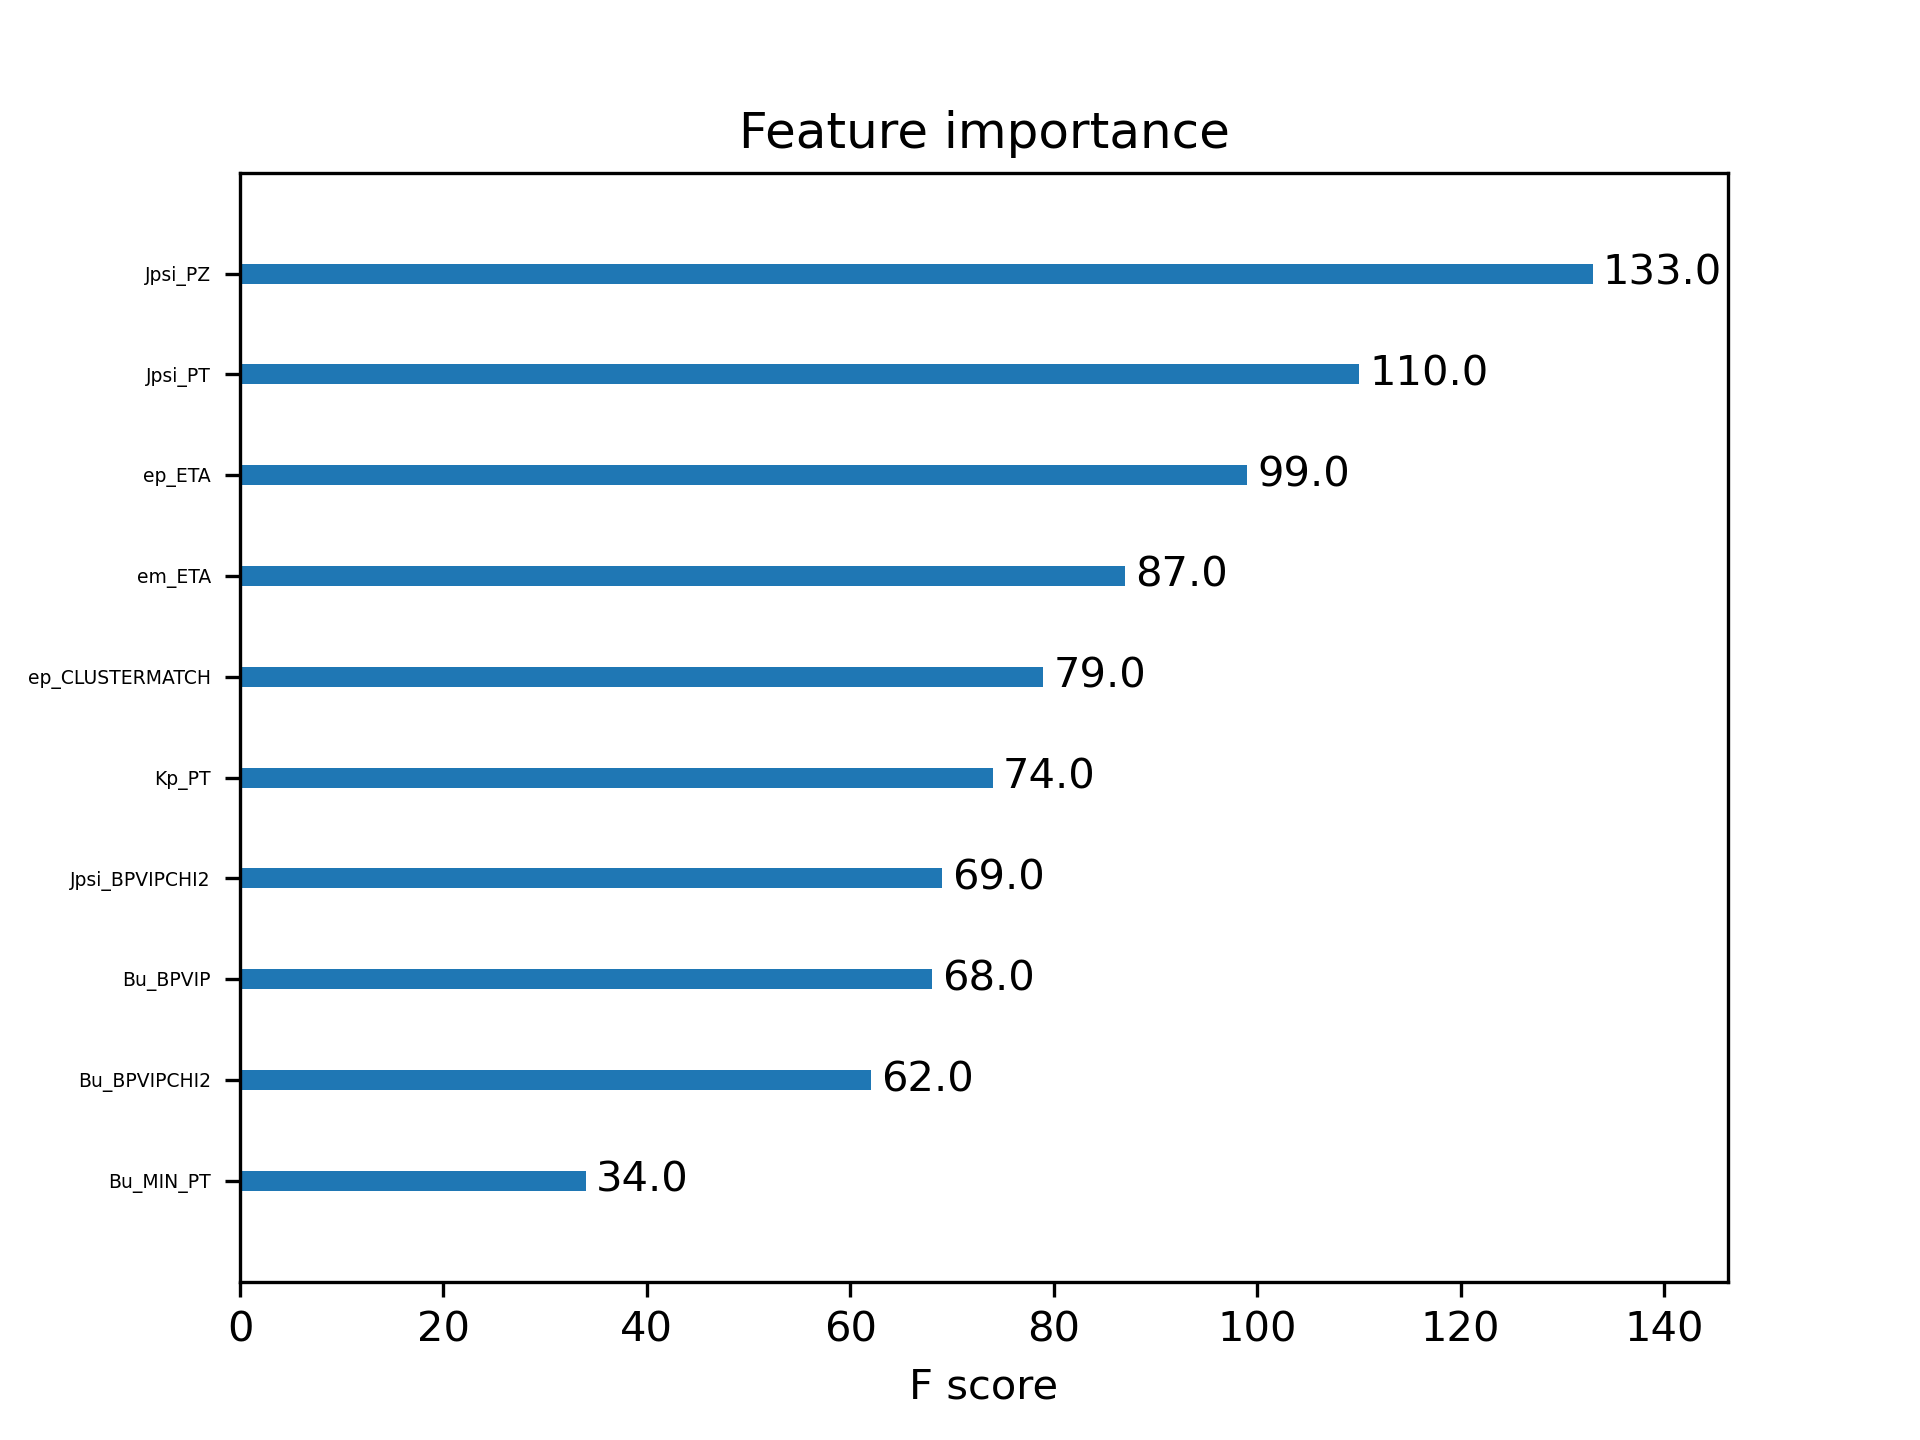 Feature importance
Jpsi_PZ 133.0
Jpsi_PT 110.0
ep_ETA 99.0
em_ETA 87.0
ep_CLUSTERMATCH 79.0
Kp_PT 74.0
Jpsi_BPVIPCHI2 69.0
Bu_BPVIP 68.0
Bu_BPVIPCHI2 62.0
Bu_MIN_PT 34.0
0 20 40 60 80 100 120 140
F score